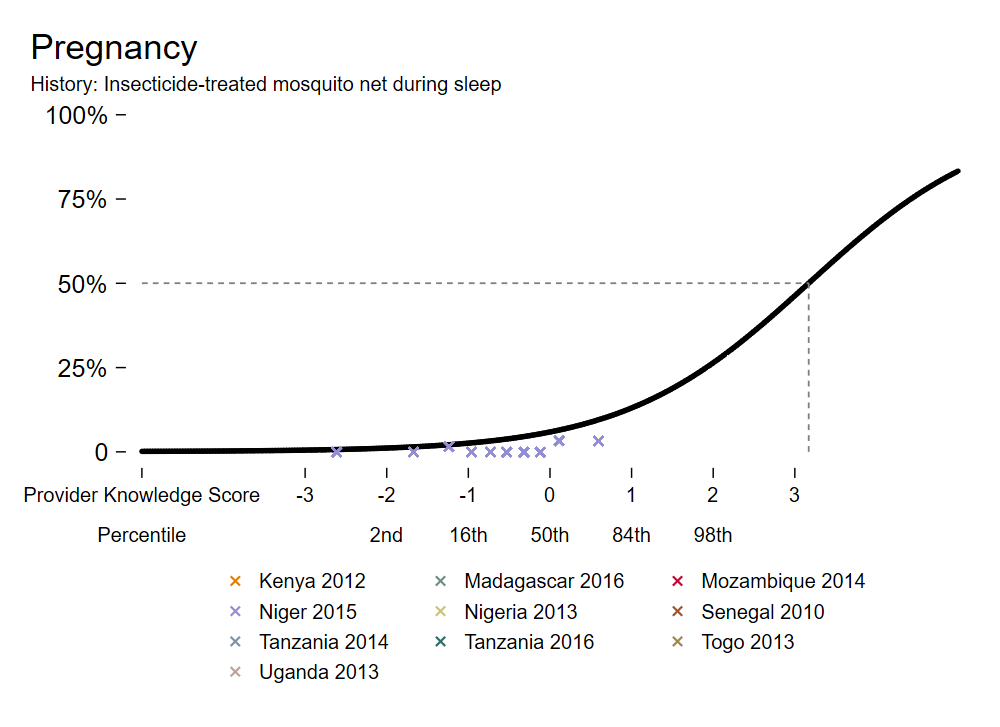 Pregnancy
History: Insecticide-treated mosquito net during sleep
100%
75%
50%
25%
0
Provider Knowledge Score -3 -2 -1 0 1 2 3
Percentile 2nd 16th 50th 84th 98th
Kenya 2012 Madagascar 2016 Mozambique 2014
Niger 2015 Nigeria 2013 Senegal 2010
Tanzania 2014 Tanzania 2016 Togo 2013
Uganda 2013